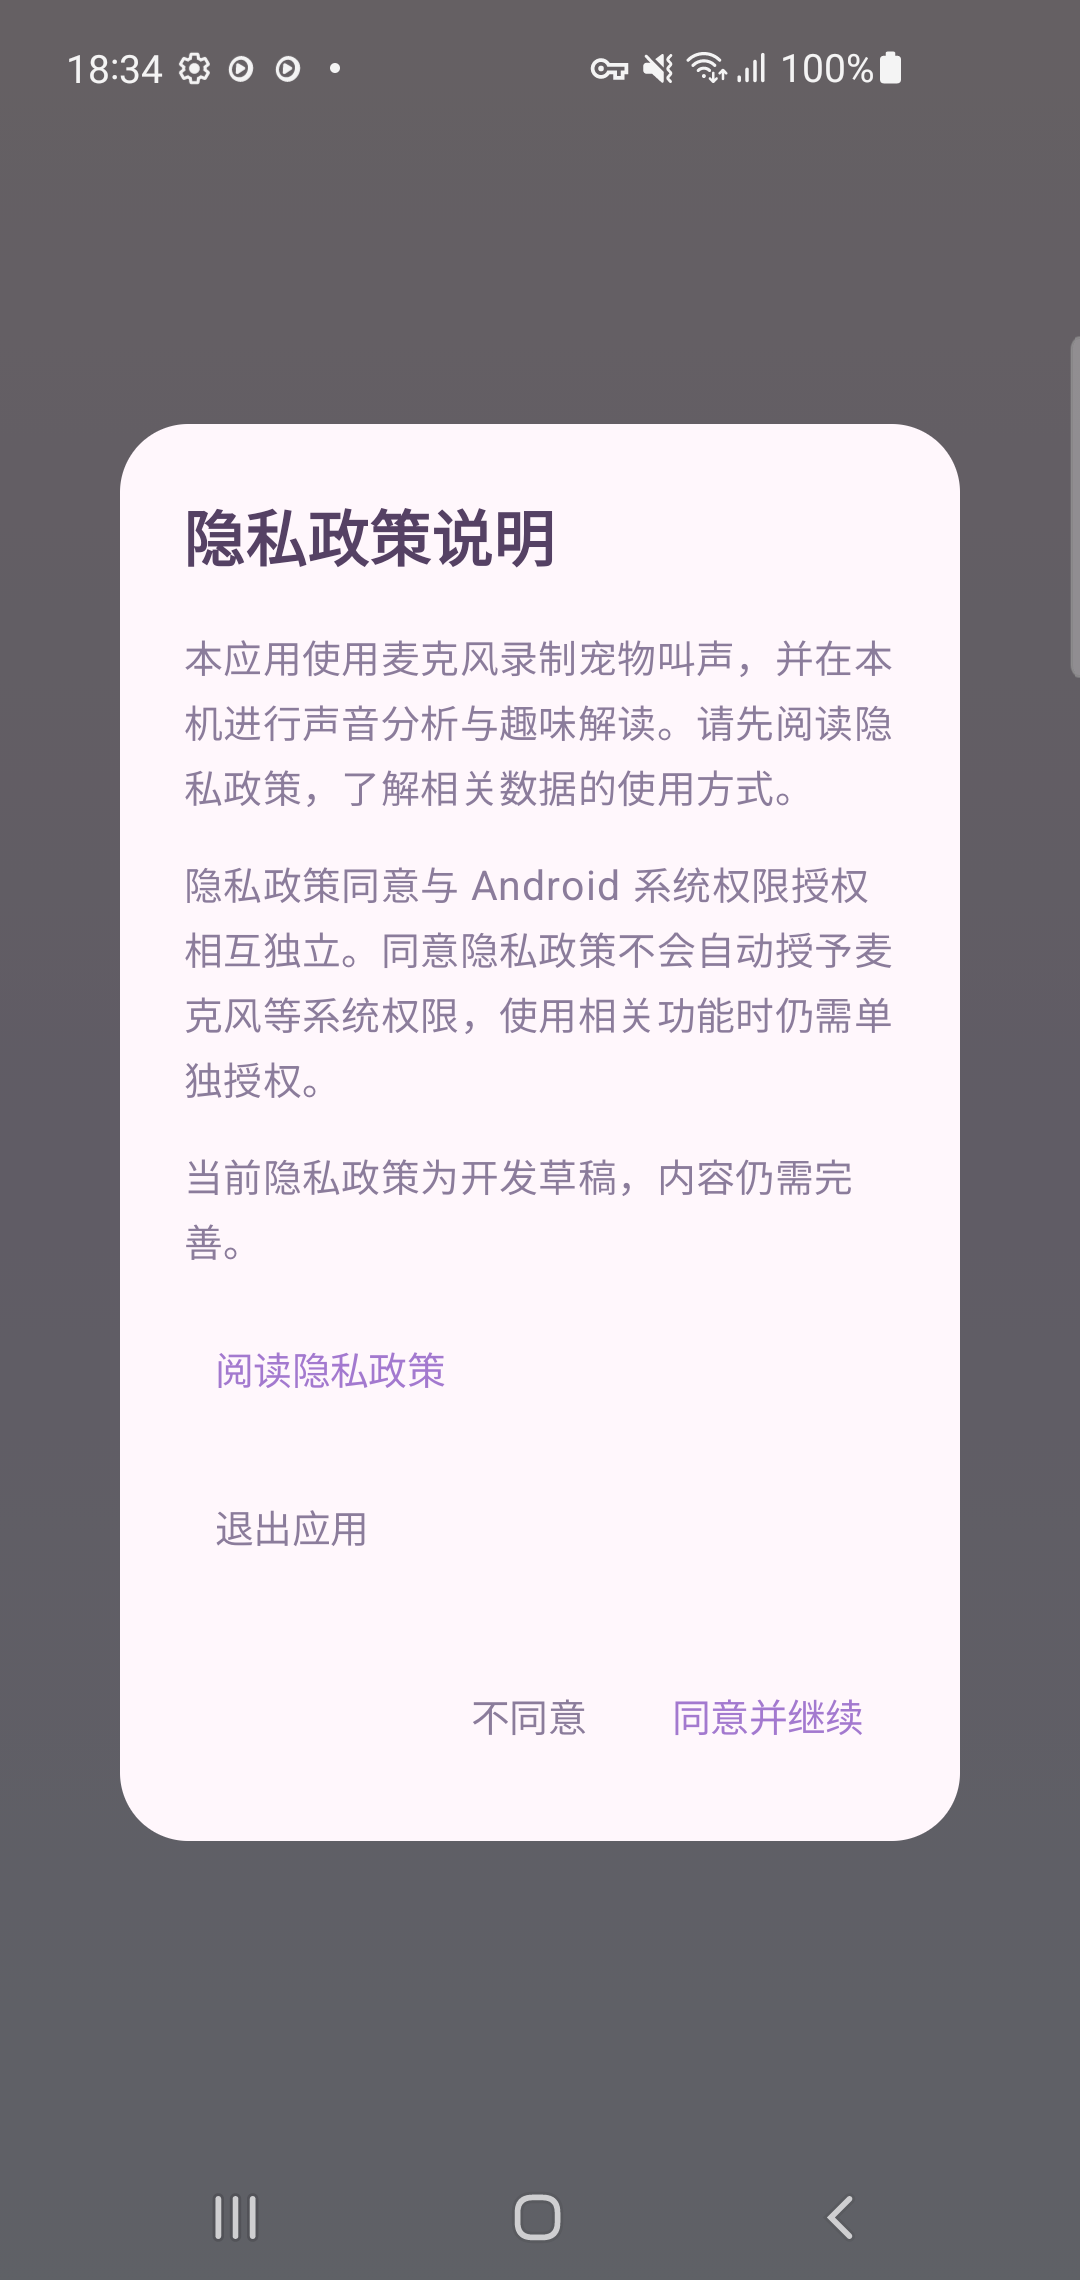 18:34
100%
隐私政策说明
本应用使用麦克风录制宠物叫声，并在本
机进行声音分析与趣味解读。请先阅读隐
私政策，了解相关数据的使用方式。
隐私政策同意与 Android 系统权限授权
相互独立。同意隐私政策不会自动授予麦
克风等系统权限，使用相关功能时仍需单
独授权。
当前隐私政策为开发草稿，内容仍需完
善。
阅读隐私政策
退出应用
不同意
同意并继续